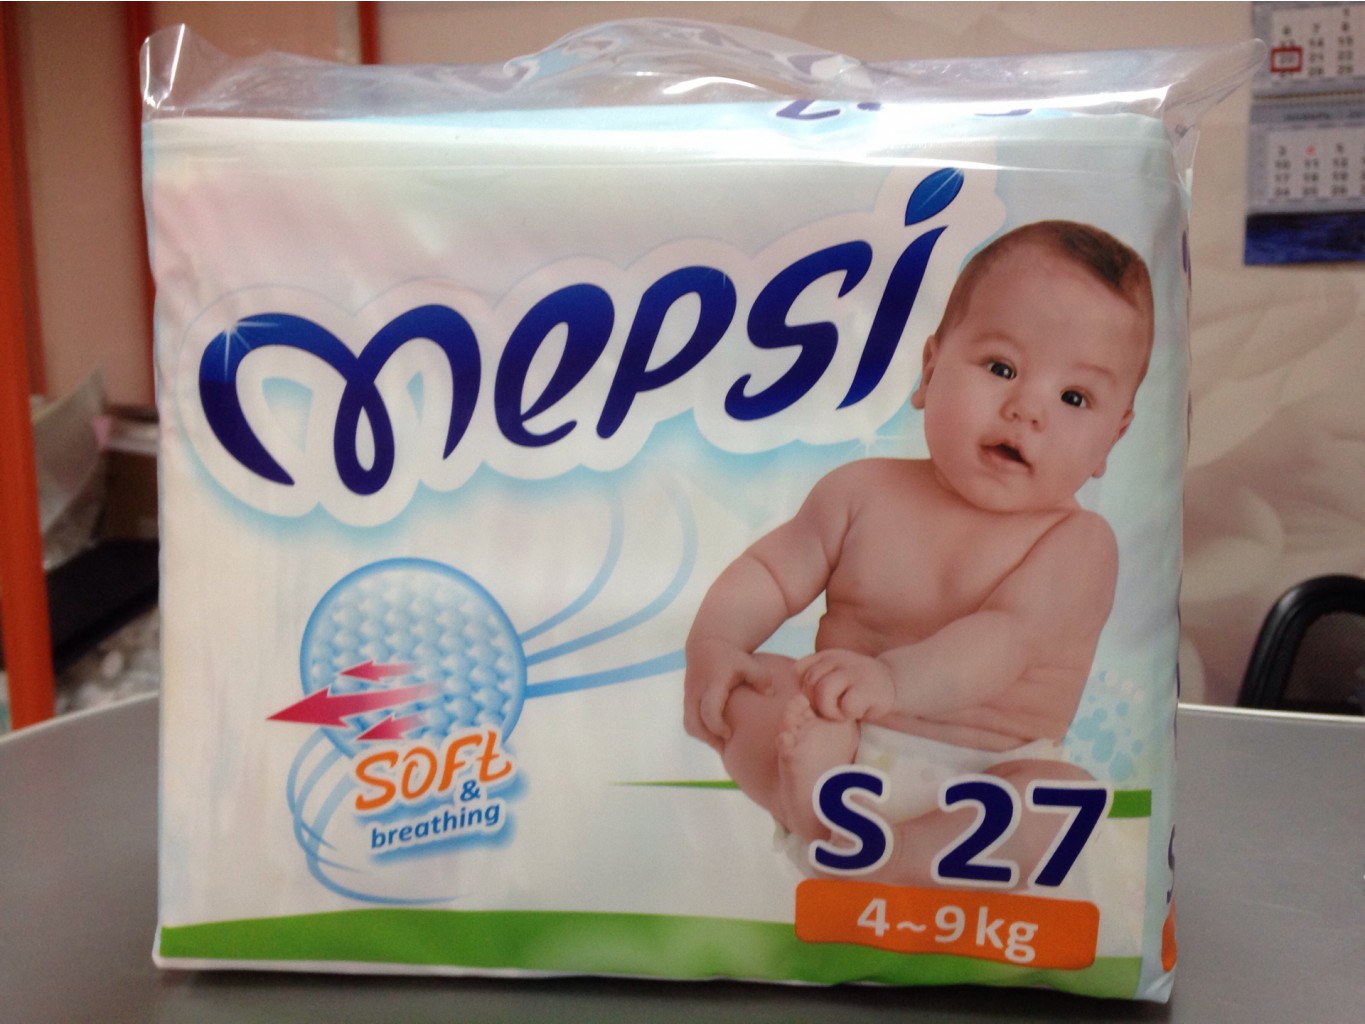 mepsi
SOFT
&
breathing
S 27
4~9 kg